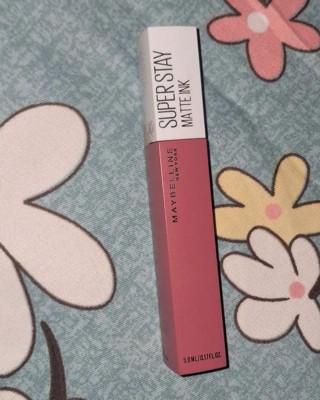 SUPER STAY
MATTE INK
MAYBELLINE
NEW YORK
5.0 ML/0.17 FL.OZ.